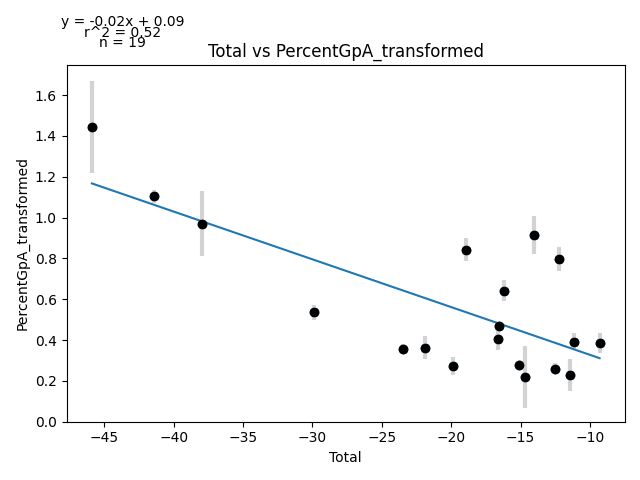 y = -0.02x + 0.09
r^2 = 0.52
n = 19
Total vs PercentGpA_transformed
PercentGpA_transformed
1.6
1.4
1.2
1.0
0.8
0.6
0.4
0.2
0.0
−45 −40 −35 −30 −25 −20 −15 −10
Total